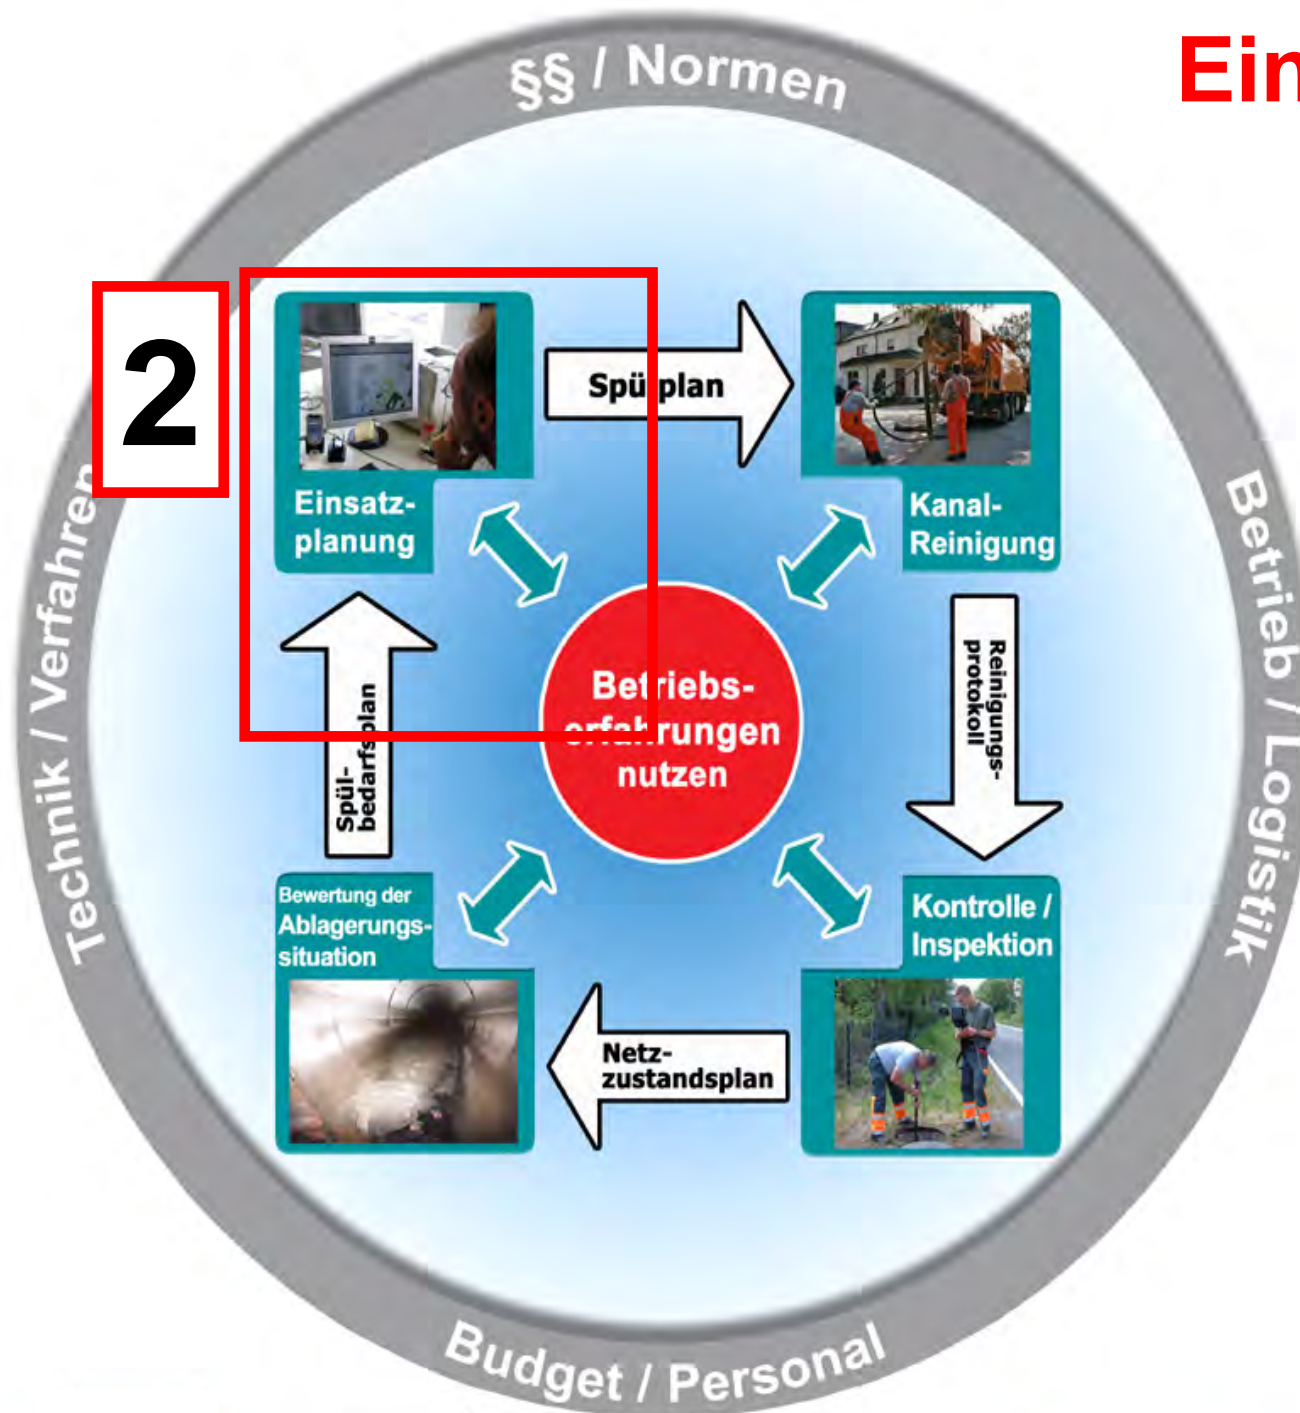 §§ / Normen
Ein
2
Spülplan
Einsatz-
planung
Kanal-
Reinigung
Technik / Verfahren
Betrieb / Logistik
Spül-
bedarfsplan
Betriebs-
erfahrungen
nutzen
Reinigungs-
protokoll
Bewertung der
Ablagerungs-
situation
Kontrolle /
Inspektion
Netz-
zustandsplan
Budget / Personal